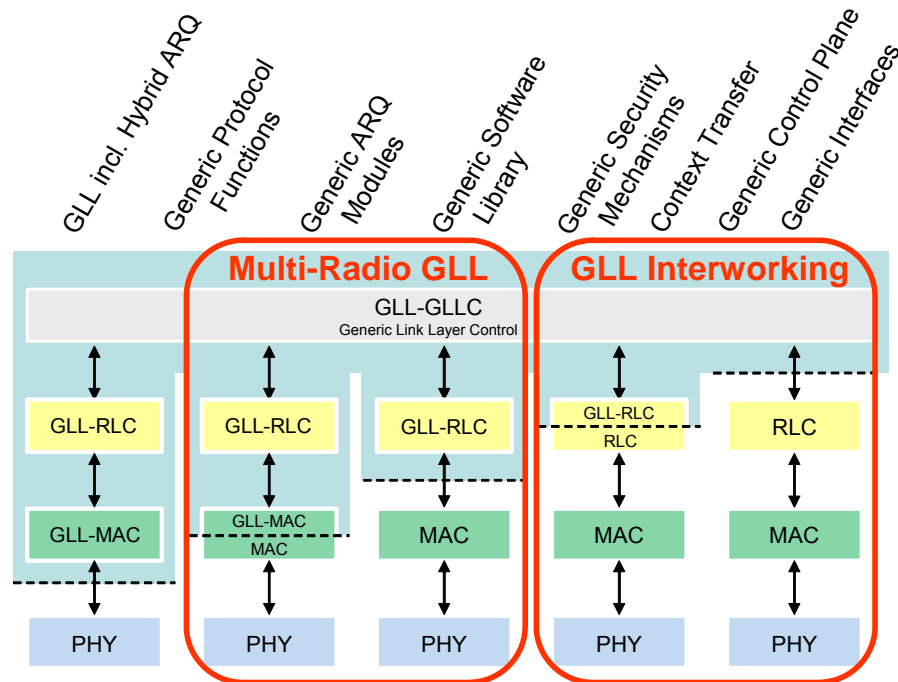 GLL incl. Hybrid ARQ
Generic Protocol
Functions
Generic ARQ
Modules
Generic Software
Library
Generic Security
Mechanisms
Context Transfer
Generic Control Plane
Generic Interfaces
Multi-Radio GLL
GLL Interworking
GLL-GLLC
Generic Link Layer Control
GLL-RLC
GLL-RLC
GLL-RLC
GLL-RLC
RLC
RLC
GLL-MAC
GLL-MAC
MAC
MAC
MAC
MAC
PHY
PHY
PHY
PHY
PHY